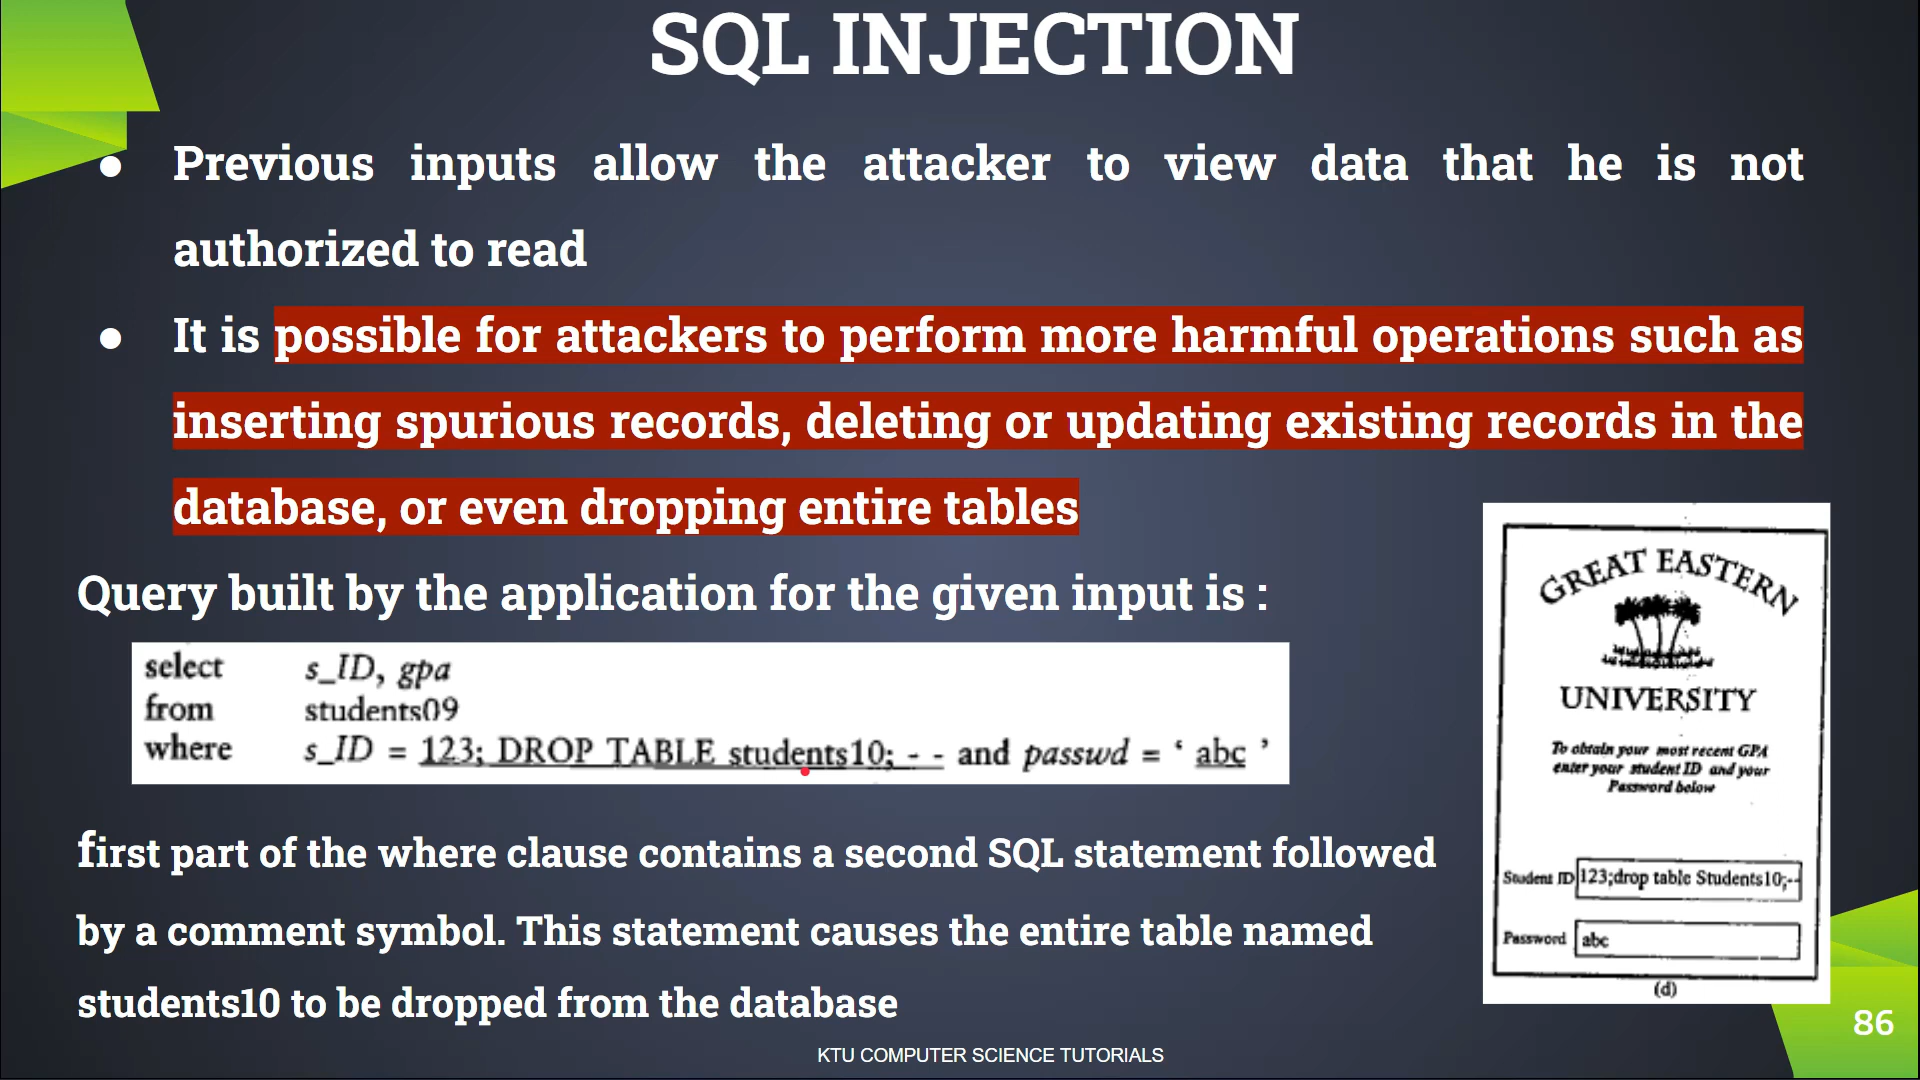 SQL INJECTION
● Previous inputs allow the attacker to view data that he is not
authorized to read
● It is possible for attackers to perform more harmful operations such as
inserting spurious records, deleting or updating existing records in the
database, or even dropping entire tables
Query built by the application for the given input is :
select s_ID, gpa
from students09
where s_ID = 123; DROP TABLE students10; - - and passwd = ‘ abc ’
first part of the where clause contains a second SQL statement followed
by a comment symbol. This statement causes the entire table named
students10 to be dropped from the database
GREAT EASTERN
UNIVERSITY
To obtain your most recent GPA
enter your student ID and your
Password below
Student ID 123;drop table Students10;--
Password abc
(d)
86
KTU COMPUTER SCIENCE TUTORIALS